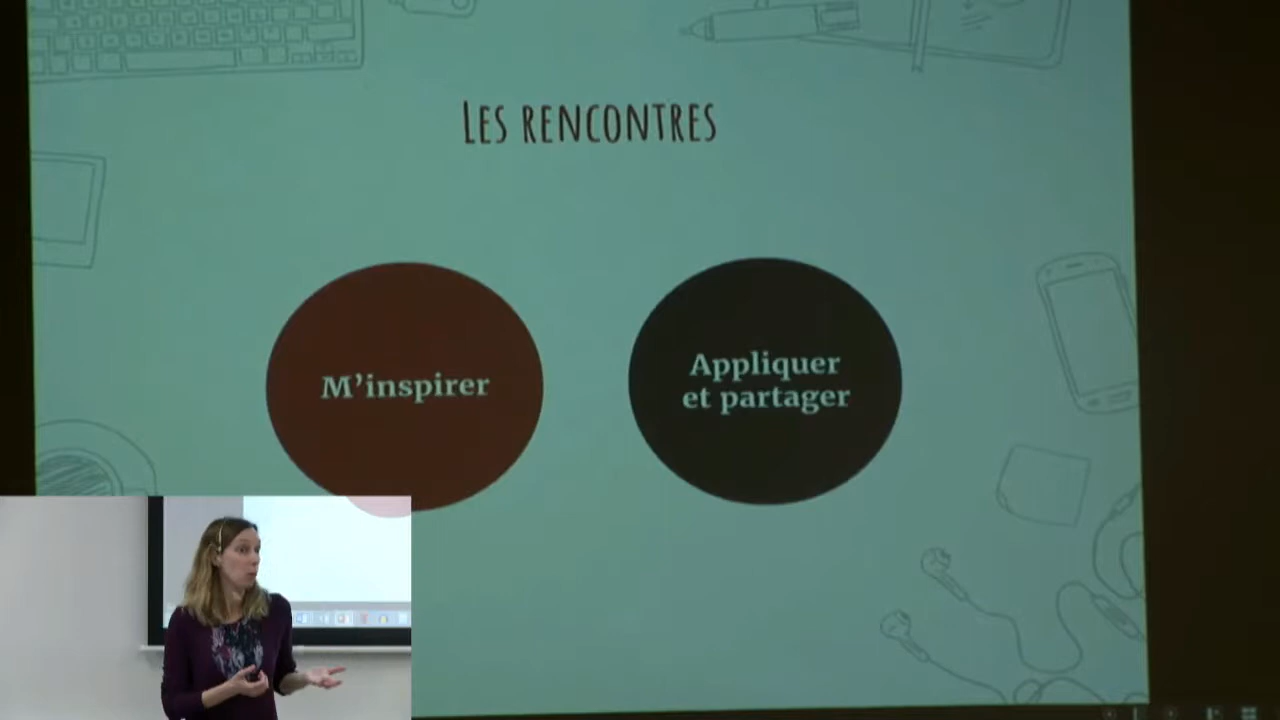 Les rencontres
M'inspirer
Appliquer
et partager